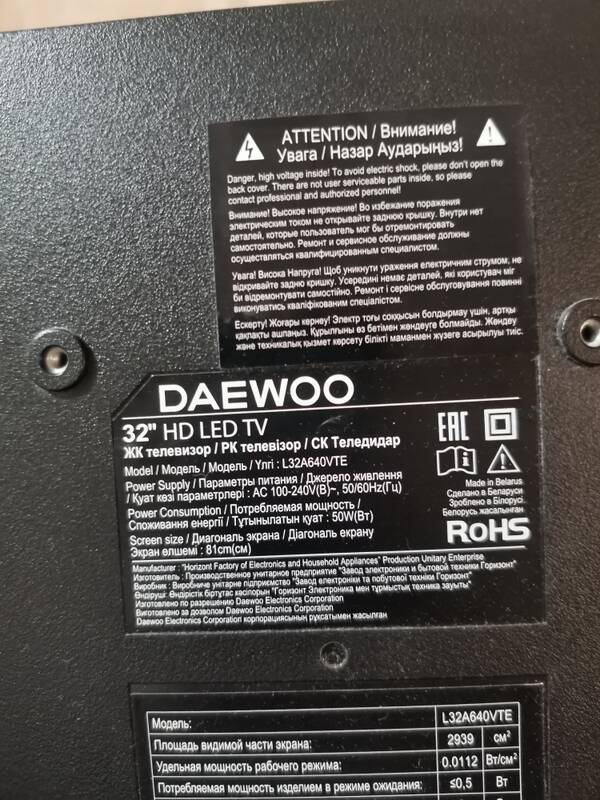 ATTENTION / Внимание!
Увага / Назар Аударыңыз!
Danger, high voltage inside! To avoid electric shock, please don't open the
back cover. There are not user serviceable parts inside, so please
contact professional and authorized personnel!
Внимание! Высокое напряжение! Во избежание поражения
электрическим током не открывайте заднюю крышку. Внутри нет
деталей, которые пользователь мог бы отремонтировать
самостоятельно. Ремонт и сервисное обслуживание должны
осуществляться квалифицированным специалистом.
Увага! Висока Напруга! Щоб уникнути ураження електричним струмом, не
відкривайте задню кришку. Усередині немає деталей, які користувач міг
би відремонтувати самостійно. Ремонт і сервісне обслуговування повинні
виконуватись кваліфікованим спеціалістом.
Ескерту! Жоғары кернеу! Электр тоғы соққысын болдырмау үшін, артқы
қақпақты ашпаңыз. Құрылғыны өз бетімен жөндеуге болмайды. Жөндеу
және техникалық қызмет көрсету білікті маманмен жүзеге асырылуы тиіс.
DAEWOO
32" HD LED TV
ЖК телевизор / РК телевізор / СК Теледидар
Model / Модель / Модель / Үлгі : L32A640VTE
Power Supply / Параметры питания / Джерело живлення
/ Қуат көзі параметрлері : AC 100-240V(В)~, 50/60Hz(Гц)
Power Consumption / Потребляемая мощность /
Споживання енергії / Тұтынылатын қуат : 50W(Вт)
Screen size / Диагональ экрана / Діагональ екрану
Экран өлшемі : 81cm(см)
EAC
Made in Belarus
Сделано в Беларуси
Зроблено в Білорусі
Белорусь жасалынған
RoHS
Manufacturer : "Horizont Factory of Electronics and Household Appliances" Production Unitary Enterprise
Изготовитель : Производственное унитарное предприятие "Завод электроники и бытовой техники Горизонт"
Виробник : Виробниче унітарне підприємство "Завод електроніки та побутової техніки Горизонт"
Өндіруші: Өндірістік біртұтас кәсіпорын "Горизонт Электроника мен тұрмыстық техника зауыты"
Изготовлено по разрешению Daewoo Electronics Corporation
Виготовлено за дозволом Daewoo Electronics Corporation
Daewoo Electronics Corporation корпорациясының рұқсатымен жасалған
Модель: L32A640VTE
Площадь видимой части экрана: 2939 см²
Удельная мощность рабочего режима: 0.0112 Вт/см²
Потребляемая мощность изделием в режиме ожидания: ≤0,5 Вт